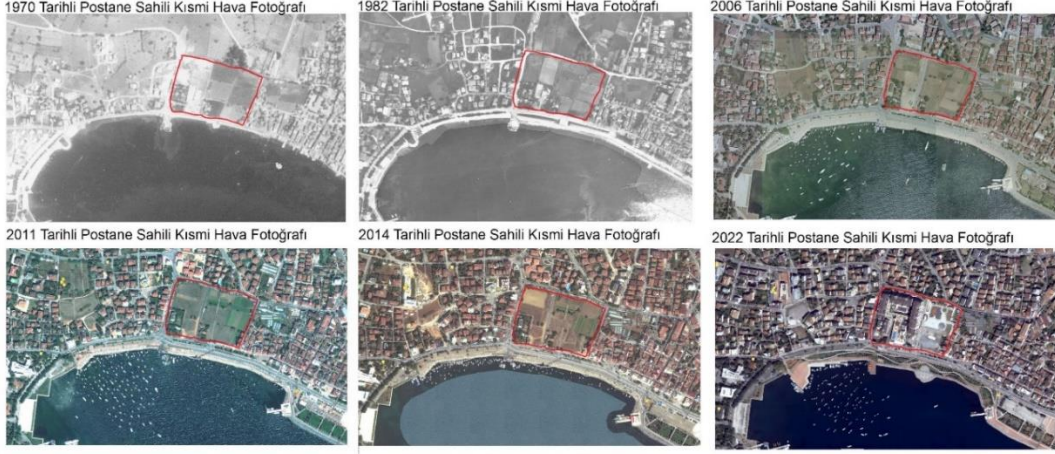 1970 Tarihli Postane Sahili Kısmi Hava Fotoğrafı
1982 Tarihli Postane Sahili Kısmi Hava Fotoğrafı
2006 Tarihli Postane Sahili Kısmi Hava Fotoğrafı
2011 Tarihli Postane Sahili Kısmi Hava Fotoğrafı
2014 Tarihli Postane Sahili Kısmi Hava Fotoğrafı
2022 Tarihli Postane Sahili Kısmi Hava Fotoğrafı